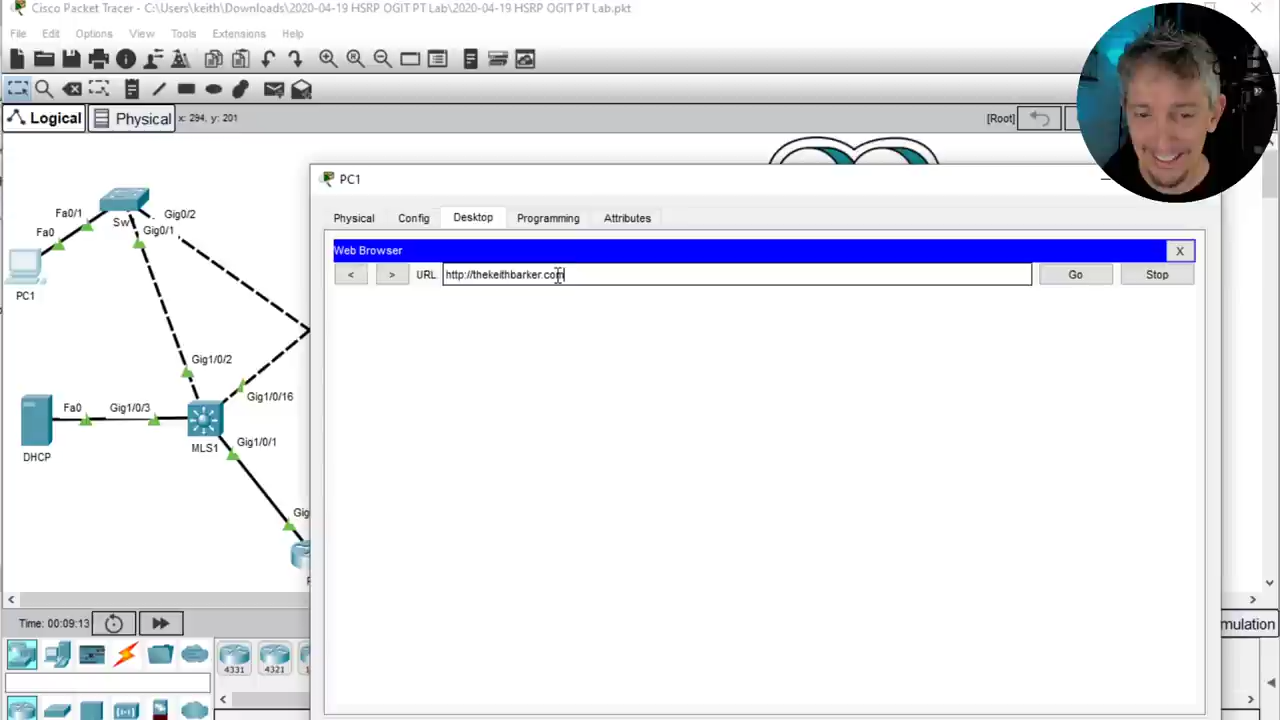 Cisco Packet Tracer - C:\Users\keith\Downloads\2020-04-19 HSRP OGIT PT Lab\2020-04-19 HSRP OGIT PT Lab.pkt
File Edit View Options Tools Extensions Window Help
Logical Physical x: 294, y: 201 [Root]
PC1
Physical Config Desktop Programming Attributes
Web Browser X
< > URL http://thekeithbarker.com Go Stop
Fa0/1
Gig0/2
Sw
Fa0
Gig0/1
PC1
Gig1/0/2
Gig1/0/16
Fa0
Gig1/0/3
MLS1
Gig1/0/1
DHCP
Gig
Time: 00:09:13
mulation
4331 4321